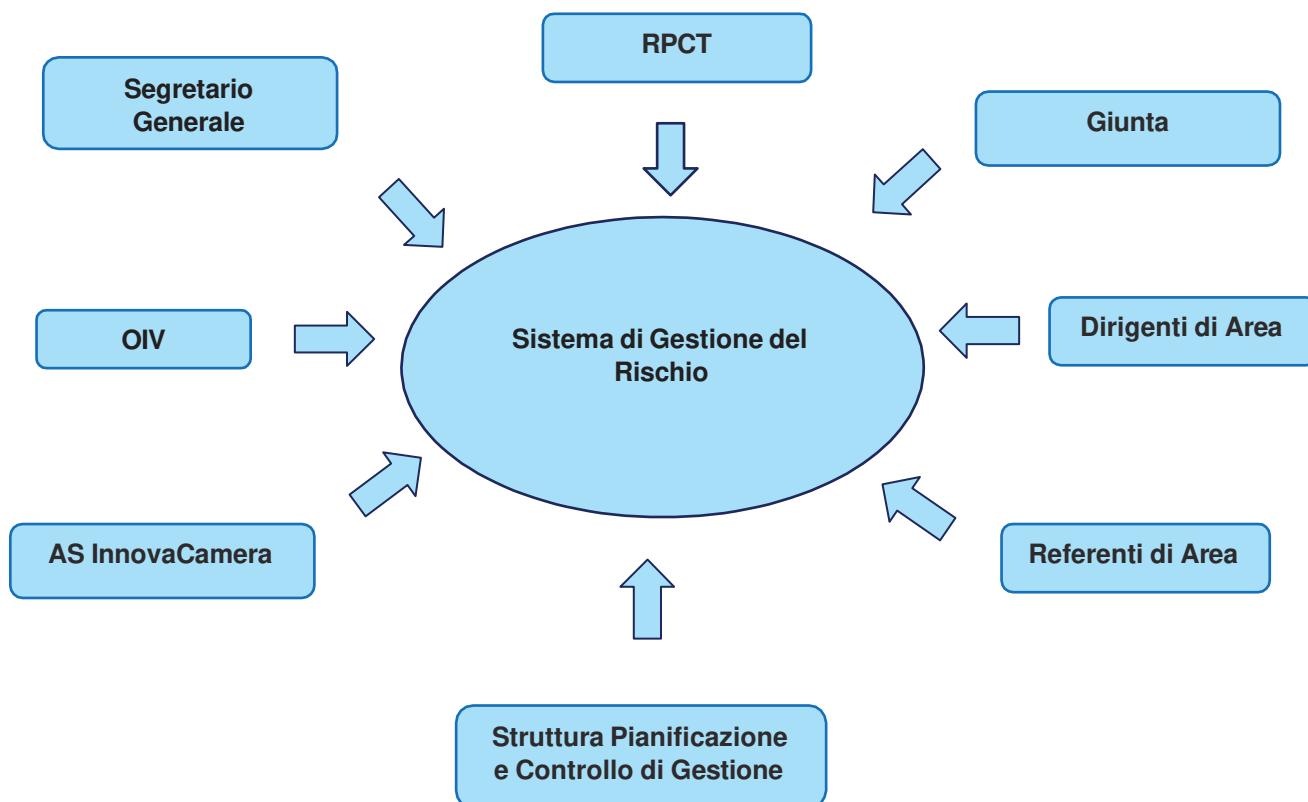 RPCT
Segretario
Generale
Giunta
OIV
Sistema di Gestione del
Rischio
Dirigenti di Area
AS InnovaCamera
Referenti di Area
Struttura Pianificazione
e Controllo di Gestione